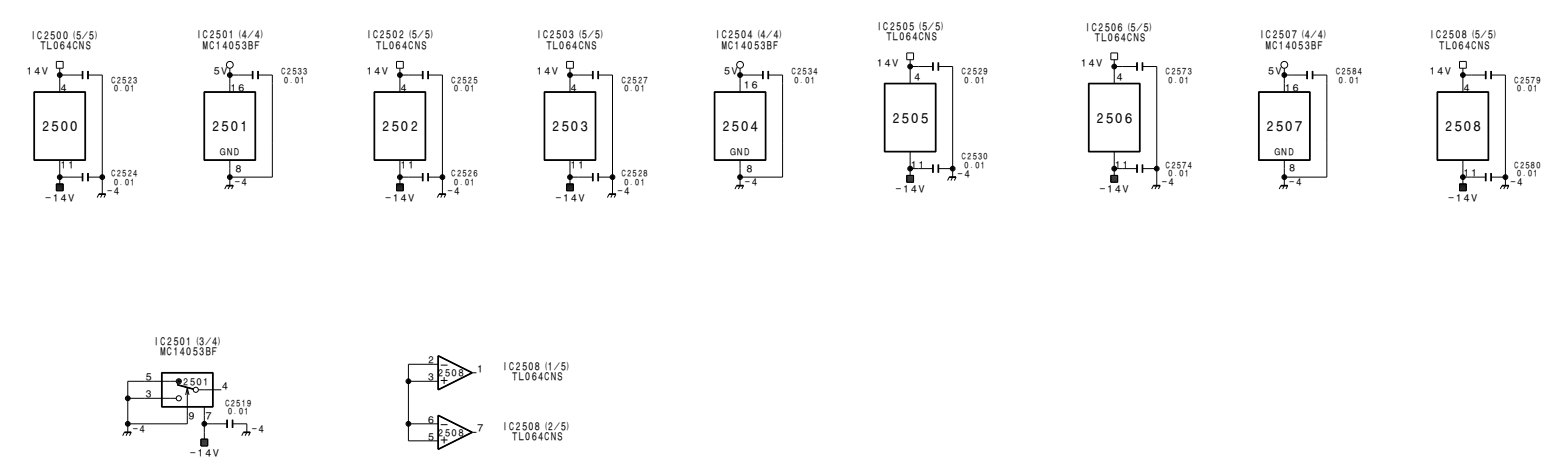 IC2500 (5/5)
TL064CNS
14V
4
C2523
0.01
2500
11
C2524
0.01
-4
-14V
IC2501 (4/4)
MC14053BF
5V
16
C2533
0.01
2501
GND
8
-4
IC2502 (5/5)
TL064CNS
14V
4
C2525
0.01
2502
11
C2526
0.01
-4
-14V
IC2503 (5/5)
TL064CNS
14V
4
C2527
0.01
2503
11
C2528
0.01
-4
-14V
IC2504 (4/4)
MC14053BF
5V
16
C2534
0.01
2504
GND
8
-4
IC2505 (5/5)
TL064CNS
14V
4
C2529
0.01
2505
11
C2530
0.01
-4
-14V
IC2506 (5/5)
TL064CNS
14V
4
C2573
0.01
2506
11
C2574
0.01
-4
-14V
IC2507 (4/4)
MC14053BF
5V
16
C2584
0.01
2507
GND
8
-4
IC2508 (5/5)
TL064CNS
14V
4
C2579
0.01
2508
11
C2580
0.01
-4
-14V
IC2501 (3/4)
MC14053BF
5
2501
4
3
9
7
C2519
0.01
-4
-4
-14V
2
2508
1
3
IC2508 (1/5)
TL064CNS
6
2508
7
5
IC2508 (2/5)
TL064CNS